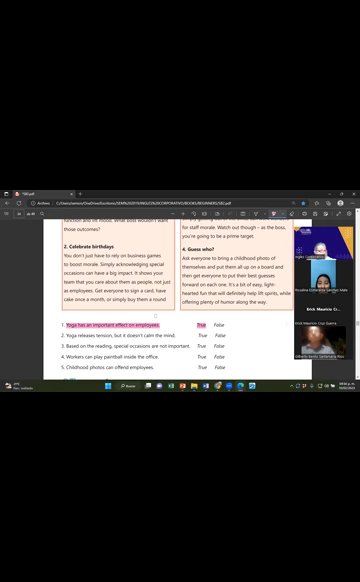 *SB2.pdf
Archivo
function and lift mood. What boss wouldn't want
those outcomes?
2. Celebrate birthdays
You don't just have to rely on business games
to boost morale. Simply acknowledging special
occasions can have a big impact. It shows your
team that you care about them as people, not just
as employees. Get everyone to sign a card, have
cake once a month, or simply buy them a round
for staff morale. Watch out though – as the boss,
you're going to be a prime target.
4. Guess who?
Ask everyone to bring a childhood photo of
themselves and put them all up on a board and
then get everyone to put their best guesses
forward on each one. It's a bit of easy, light-
hearted fun that will definitely help lift spirits, while
offering plenty of humor along the way.
1. Yoga has an important effect on employees. True False
2. Yoga releases tension, but it doesn't calm the mind. True False
3. Based on the reading, special occasions are not important. True False
4. Workers can play paintball inside the office. True False
5. Childhood photos can offend employees. True False
Erick Mauricio Cr...
Buscar